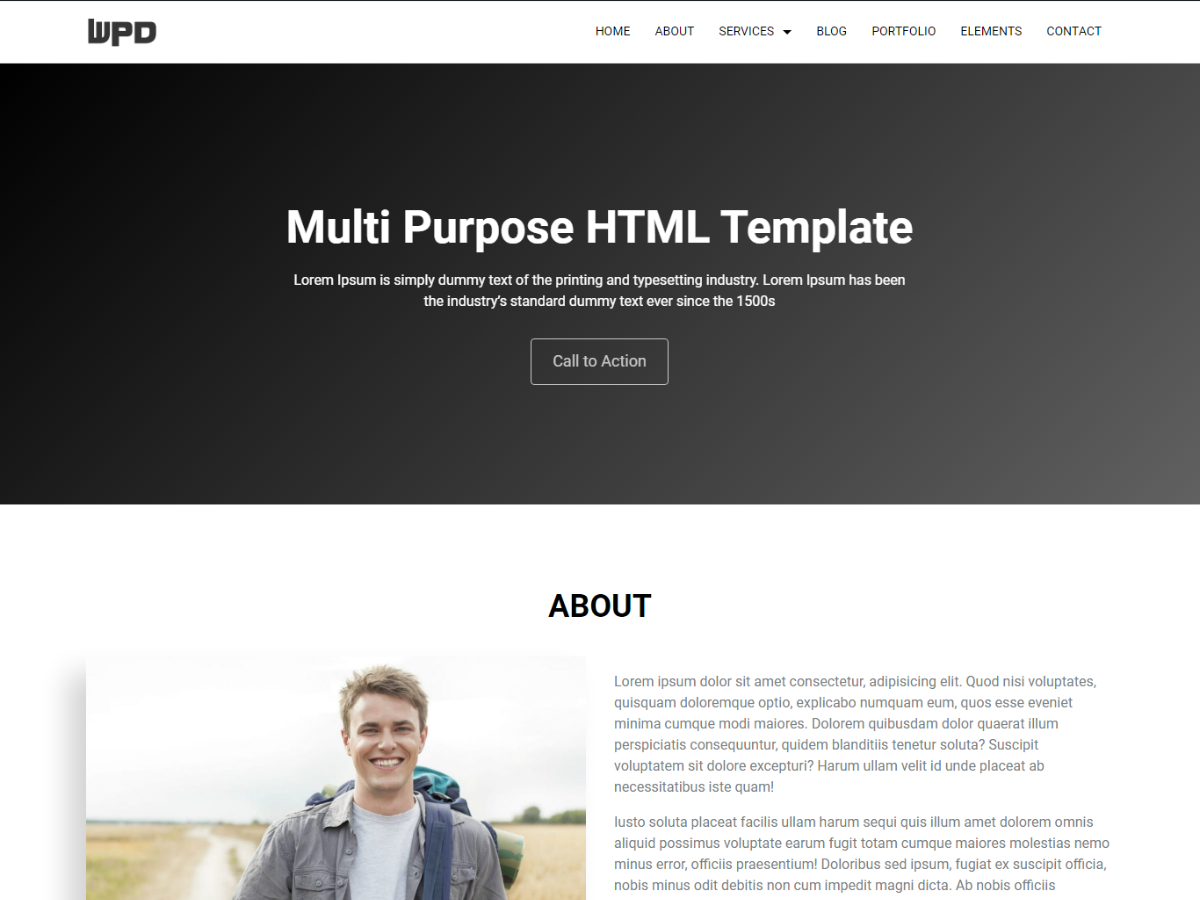 WPD
HOME ABOUT SERVICES BLOG PORTFOLIO ELEMENTS CONTACT
Multi Purpose HTML Template
Lorem Ipsum is simply dummy text of the printing and typesetting industry. Lorem Ipsum has been
the industry's standard dummy text ever since the 1500s
Call to Action
ABOUT
Lorem ipsum dolor sit amet consectetur, adipisicing elit. Quod nisi voluptates,
quisquam doloremque optio, explicabo numquam eum, quos esse eveniet
minima cumque modi maiores. Dolorem quibusdam dolor quaerat illum
perspiciatis consequuntur, quidem blanditiis tenetur soluta? Suscipit
voluptatem sit dolore excepturi? Harum ullam velit id unde placeat ab
necessitatibus iste quam!
Iusto soluta placeat facilis ullam harum sequi quis illum amet dolorem omnis
aliquid possimus voluptate earum fugit totam cumque maiores molestias nemo
minus error, officiis praesentium! Doloribus sed ipsum, fugiat ex suscipit officia,
nobis minus odit debitis non cum impedit magni dicta. Ab nobis officiis